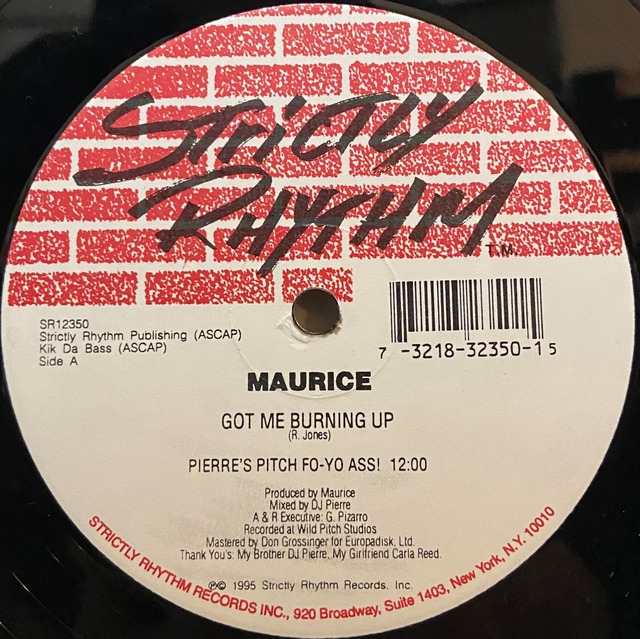 STRICTLY
RHYTHM
T.M.
SR12350
Strictly Rhythm Publishing (ASCAP)
Kik Da Bass (ASCAP)
Side A
7 -3218-32350-1 5
MAURICE
GOT ME BURNING UP
(R. Jones)
PIERRE'S PITCH FO-YO ASS! 12:00
Produced by Maurice
Mixed by DJ Pierre
A & R Executive: G. Pizarro
Recorded at Wild Pitch Studios
Mastered by Don Grossinger for Europadisk, Ltd.
Thank You's: My Brother DJ Pierre, My Girlfriend Carla Reed.
℗© 1995 Strictly Rhythm Records, Inc.
STRICTLY RHYTHM RECORDS INC., 920 Broadway, Suite 1403, New York, N.Y. 10010